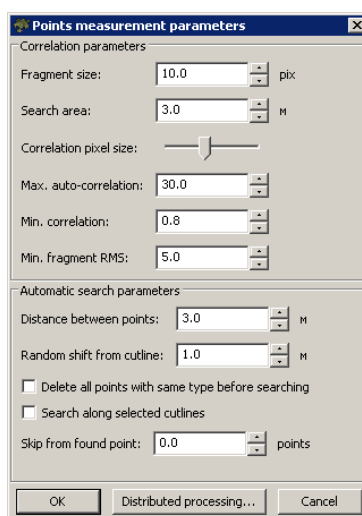 Points measurement parameters
Correlation parameters
Fragment size: 10.0 pix
Search area: 3.0 м
Correlation pixel size:
Max. auto-correlation: 30.0
Min. correlation: 0.8
Min. fragment RMS: 5.0
Automatic search parameters
Distance between points: 3.0 м
Random shift from cutline: 1.0 м
Delete all points with same type before searching
Search along selected cutlines
Skip from found point: 0.0 points
OK Distributed processing... Cancel